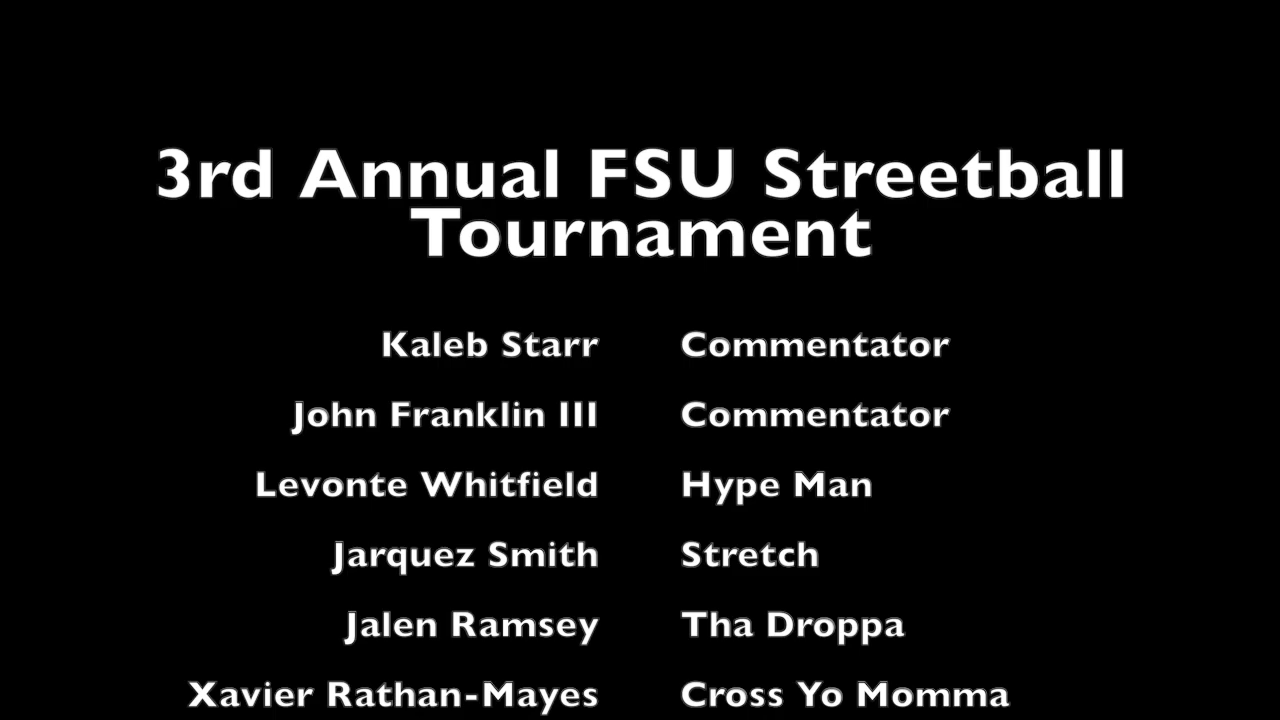 3rd Annual FSU Streetball
Tournament
Kaleb Starr Commentator
John Franklin III Commentator
Levonte Whitfield Hype Man
Jarquez Smith Stretch
Jalen Ramsey Tha Droppa
Xavier Rathan-Mayes Cross Yo Momma